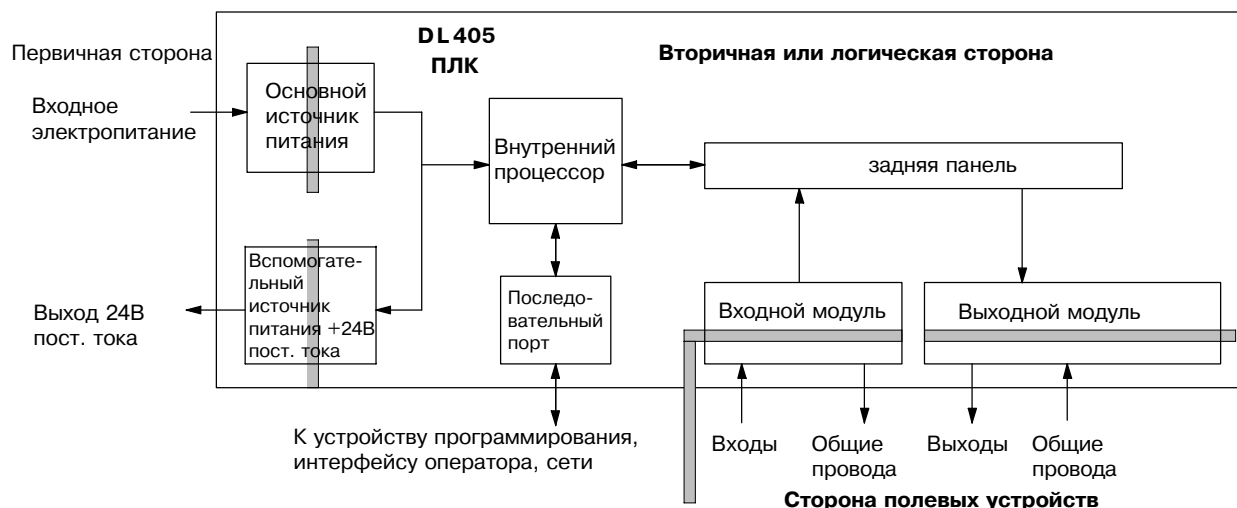 DL405
ПЛК
Первичная сторона
Вторичная или логическая сторона
Входное
электропитание
Основной
источник
питания
Внутренний
процессор
задняя панель
Вспомогате-
льный
источник
питания +24В
пост. тока
Выход 24В
пост. тока
Последо-
вательный
порт
Входной модуль
Выходной модуль
К устройству программирования,
интерфейсу оператора, сети
Входы
Общие
провода
Выходы
Общие
провода
Сторона полевых устройств